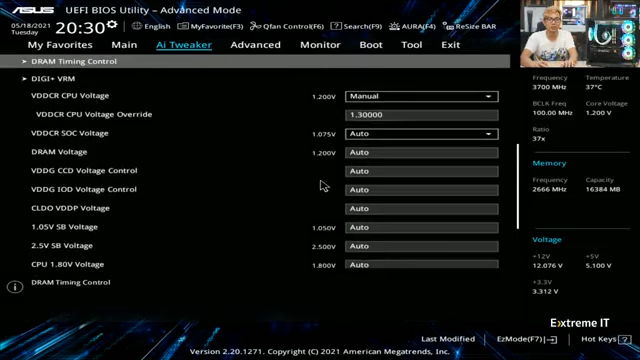 ASUS UEFI BIOS Utility – Advanced Mode
05/18/2021 Tuesday 20:30 English MyFavorite(F3) Qfan Control(F6) Search(F9) AURA(F4) ReSize BAR
My Favorites Main Ai Tweaker Advanced Monitor Boot Tool Exit
DRAM Timing Control
DIGI+ VRM
VDDCR CPU Voltage 1.200V Manual
VDDCR CPU Voltage Override 1.30000
VDDCR SOC Voltage 1.075V Auto
DRAM Voltage 1.200V Auto
VDDG CCD Voltage Control Auto
VDDG IOD Voltage Control Auto
CLDO VDDP Voltage Auto
1.05V SB Voltage 1.050V Auto
2.5V SB Voltage 2.500V Auto
CPU 1.80V Voltage 1.800V Auto
DRAM Timing Control
Frequency Temperature
3700 MHz 37°C
BCLK Freq Core Voltage
100.00 MHz 1.200 V
Ratio
37x
Memory
Frequency Capacity
2666 MHz 16384 MB
Voltage
+12V +5V
12.076 V 5.100 V
+3.3V
3.312 V
Extreme IT
Last Modified EzMode(F7) Hot Keys ?
Version 2.20.1271. Copyright (C) 2021 American Megatrends, Inc.